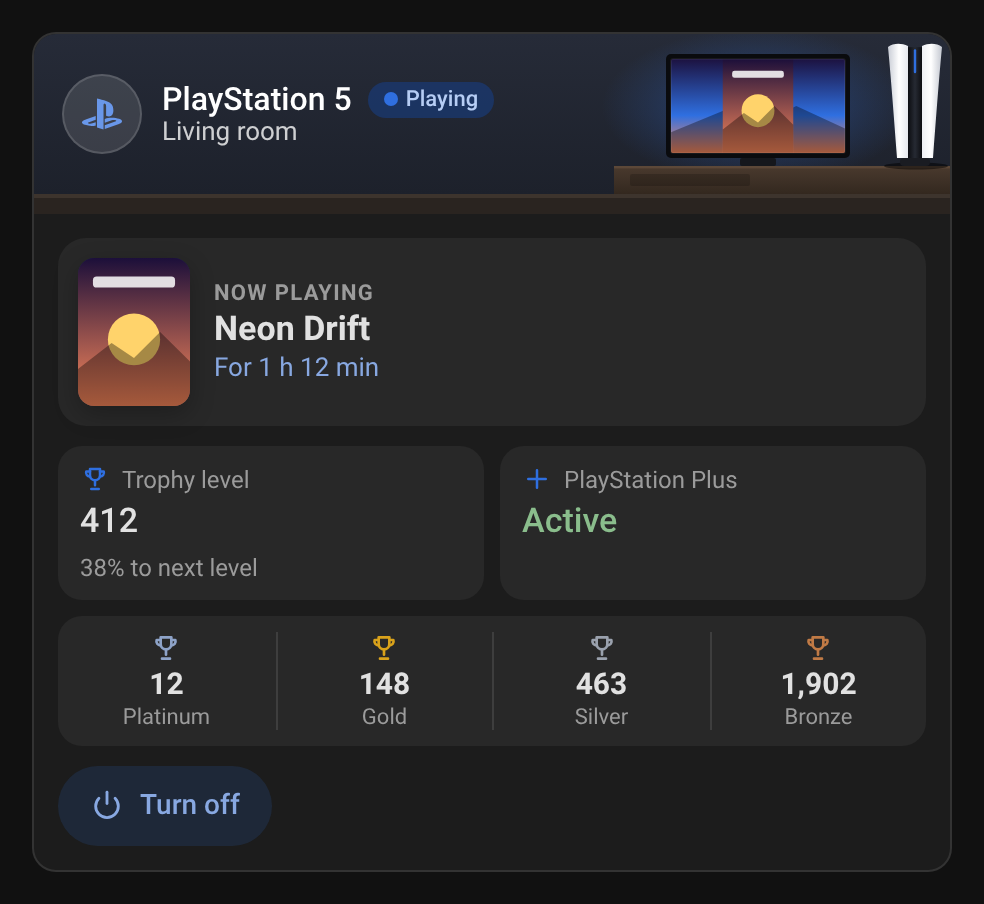 PlayStation 5
Playing
Living room
NOW PLAYING
Neon Drift
For 1 h 12 min
Trophy level
412
38% to next level
PlayStation Plus
Active
12
Platinum
148
Gold
463
Silver
1,902
Bronze
Turn off